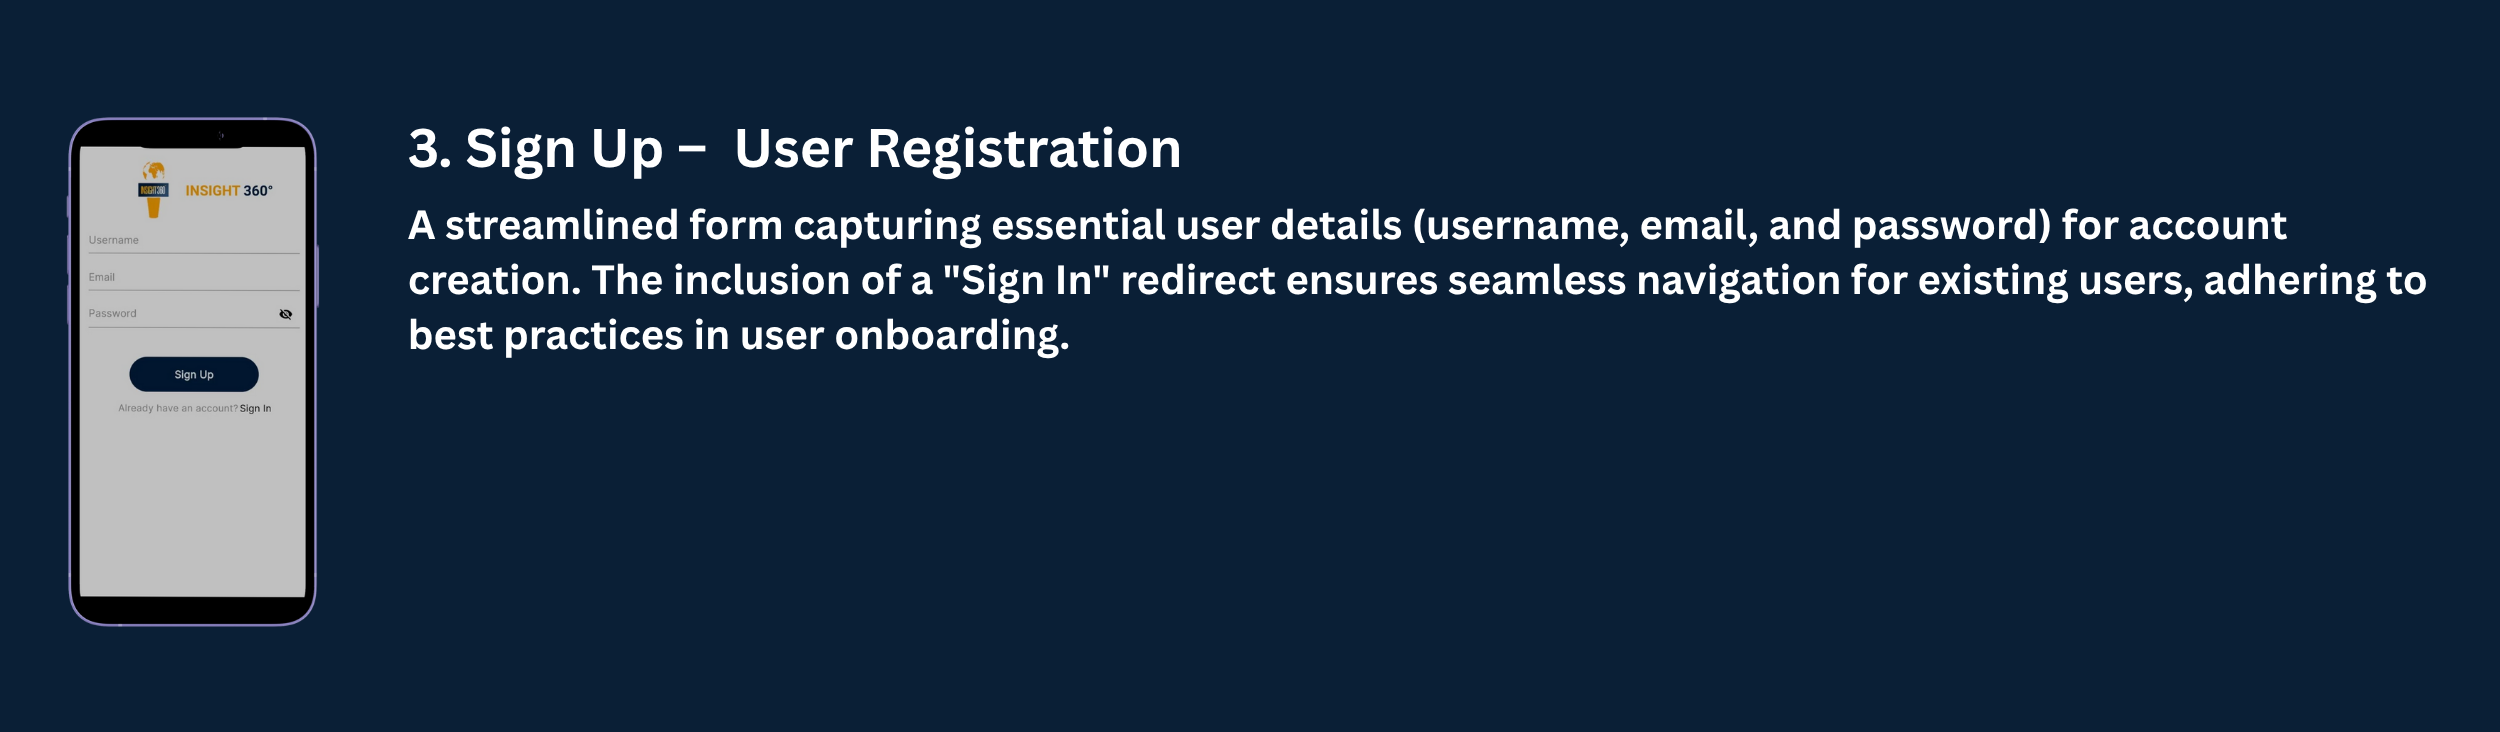 3. Sign Up – User Registration
A streamlined form capturing essential user details (username, email, and password) for account
creation. The inclusion of a "Sign In" redirect ensures seamless navigation for existing users, adhering to
best practices in user onboarding.
INSIGHT 360
INSIGHT 360°
Username
Email
Password
Sign Up
Already have an account? Sign In